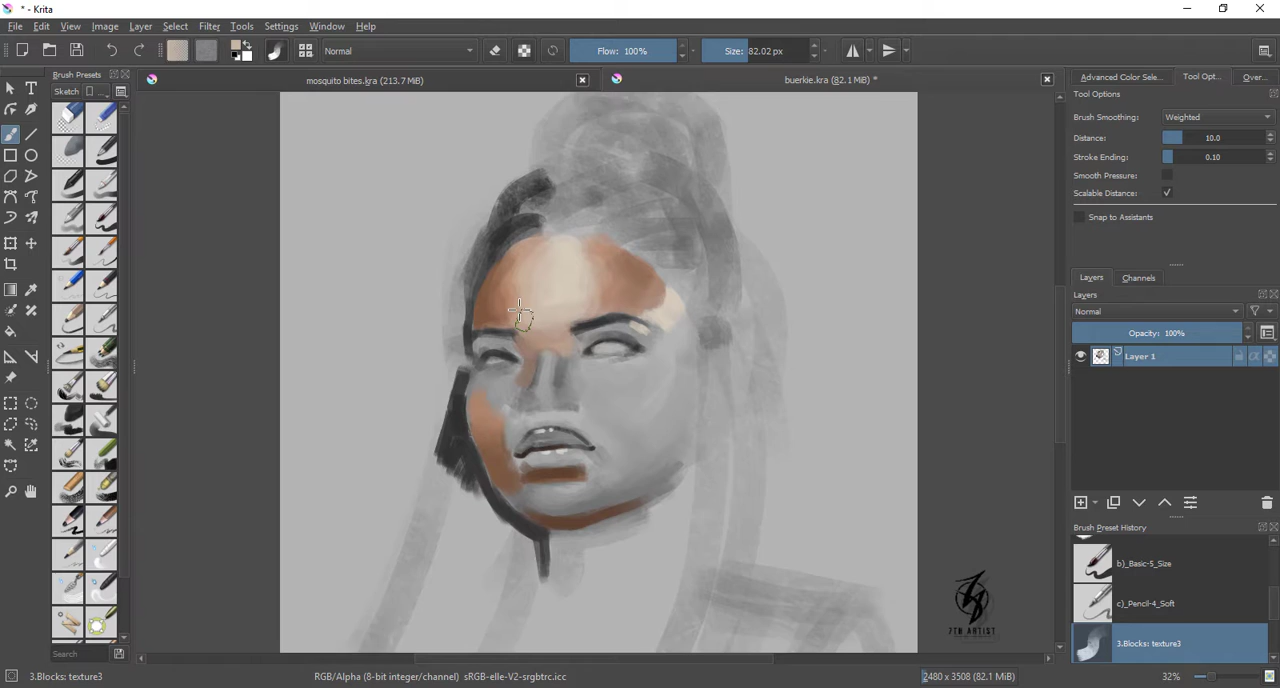 * - Krita
File Edit View Image Layer Select Filter Tools Settings Window Help
Normal Flow: 100% Size: 82.02 px
Brush Presets
Sketch
mosquito bites.kra (213.7 MiB)
buerkie.kra (82.1 MiB) *
Advanced Color Sele... Tool Opt... Over...
Tool Options
Brush Smoothing: Weighted
Distance: 10.0
Stroke Ending: 0.10
Smooth Pressure:
Scalable Distance:
Snap to Assistants
Layers Channels
Layers
Normal
Opacity: 100%
Layer 1
Brush Preset History
b)_Basic-5_Size
c)_Pencil-4_Soft
3.Blocks: texture3
7TH ARTIST
Search
3.Blocks: texture3
RGB/Alpha (8-bit integer/channel) sRGB-elle-V2-srgbtrc.icc
2480 x 3508 (82.1 MiB)
32%